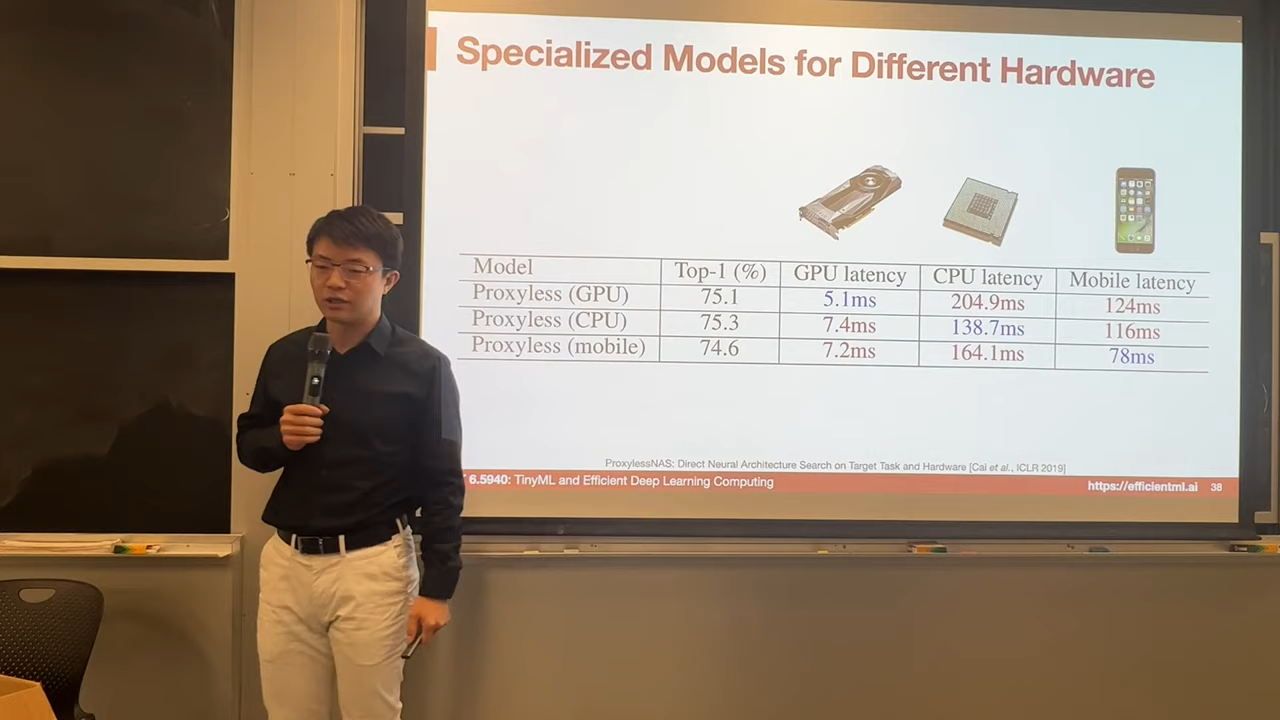 Specialized Models for Different Hardware
Model Top-1 (%) GPU latency CPU latency Mobile latency
Proxyless (GPU) 75.1 5.1ms 204.9ms 124ms
Proxyless (CPU) 75.3 7.4ms 138.7ms 116ms
Proxyless (mobile) 74.6 7.2ms 164.1ms 78ms
ProxylessNAS: Direct Neural Architecture Search on Target Task and Hardware [Cai et al., ICLR 2019]
6.5940: TinyML and Efficient Deep Learning Computing https://efficientml.ai 38